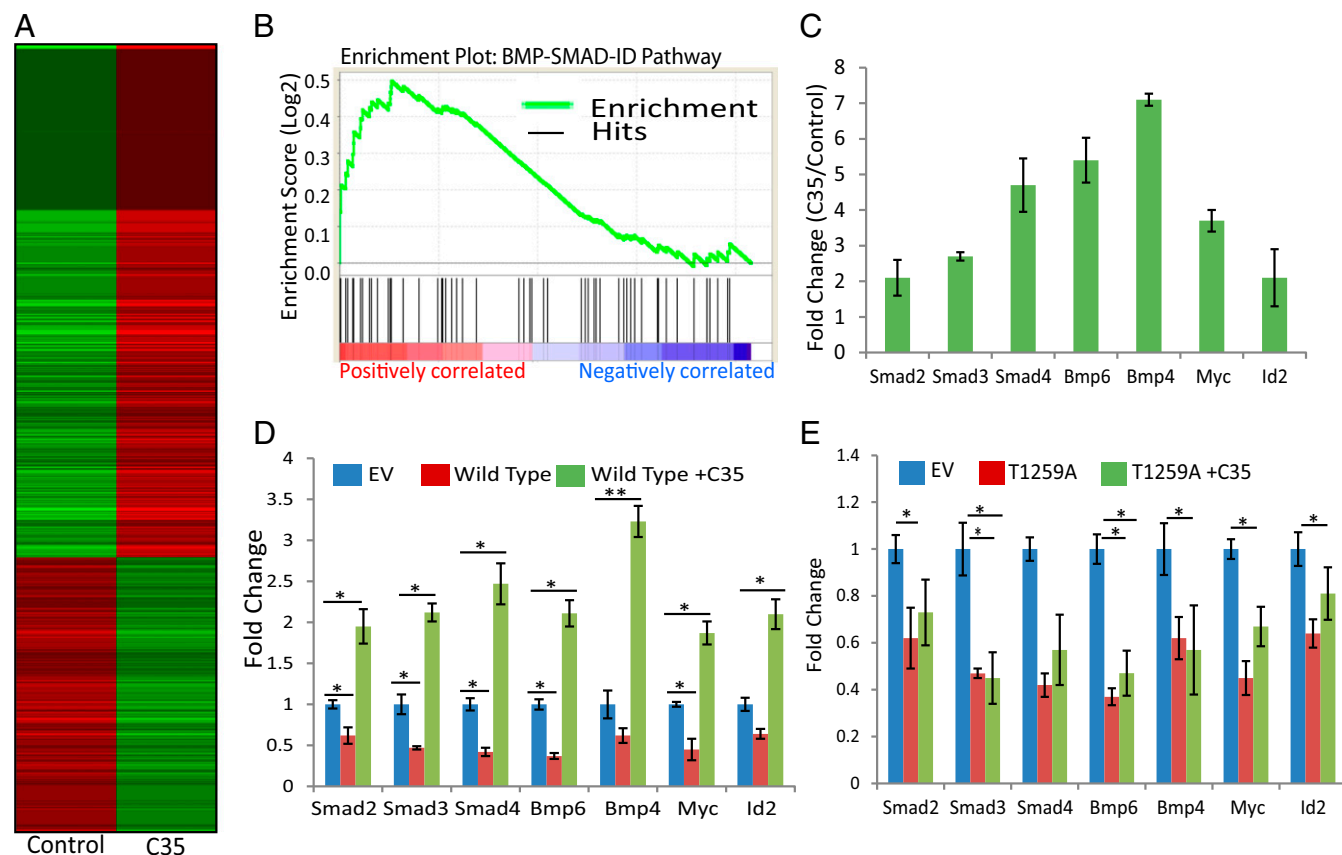 A
Control C35
B
Enrichment Plot: BMP-SMAD-ID Pathway
Enrichment Score (Log2)
0.5
0.4
0.3
0.2
0.1
0.0
Enrichment
Hits
Positively correlated Negatively correlated
C
Fold Change (C35/Control)
8
7
6
5
4
3
2
1
0
Smad2 Smad3 Smad4 Bmp6 Bmp4 Myc Id2
D
Fold Change
4
3.5
3
2.5
2
1.5
1
0.5
0
EV Wild Type Wild Type +C35
* * * * ** * *
* * * * *
Smad2 Smad3 Smad4 Bmp6 Bmp4 Myc Id2
E
Fold Change
1.4
1.2
1
0.8
0.6
0.4
0.2
0
EV T1259A T1259A +C35
* * * * * *
* *
Smad2 Smad3 Smad4 Bmp6 Bmp4 Myc Id2